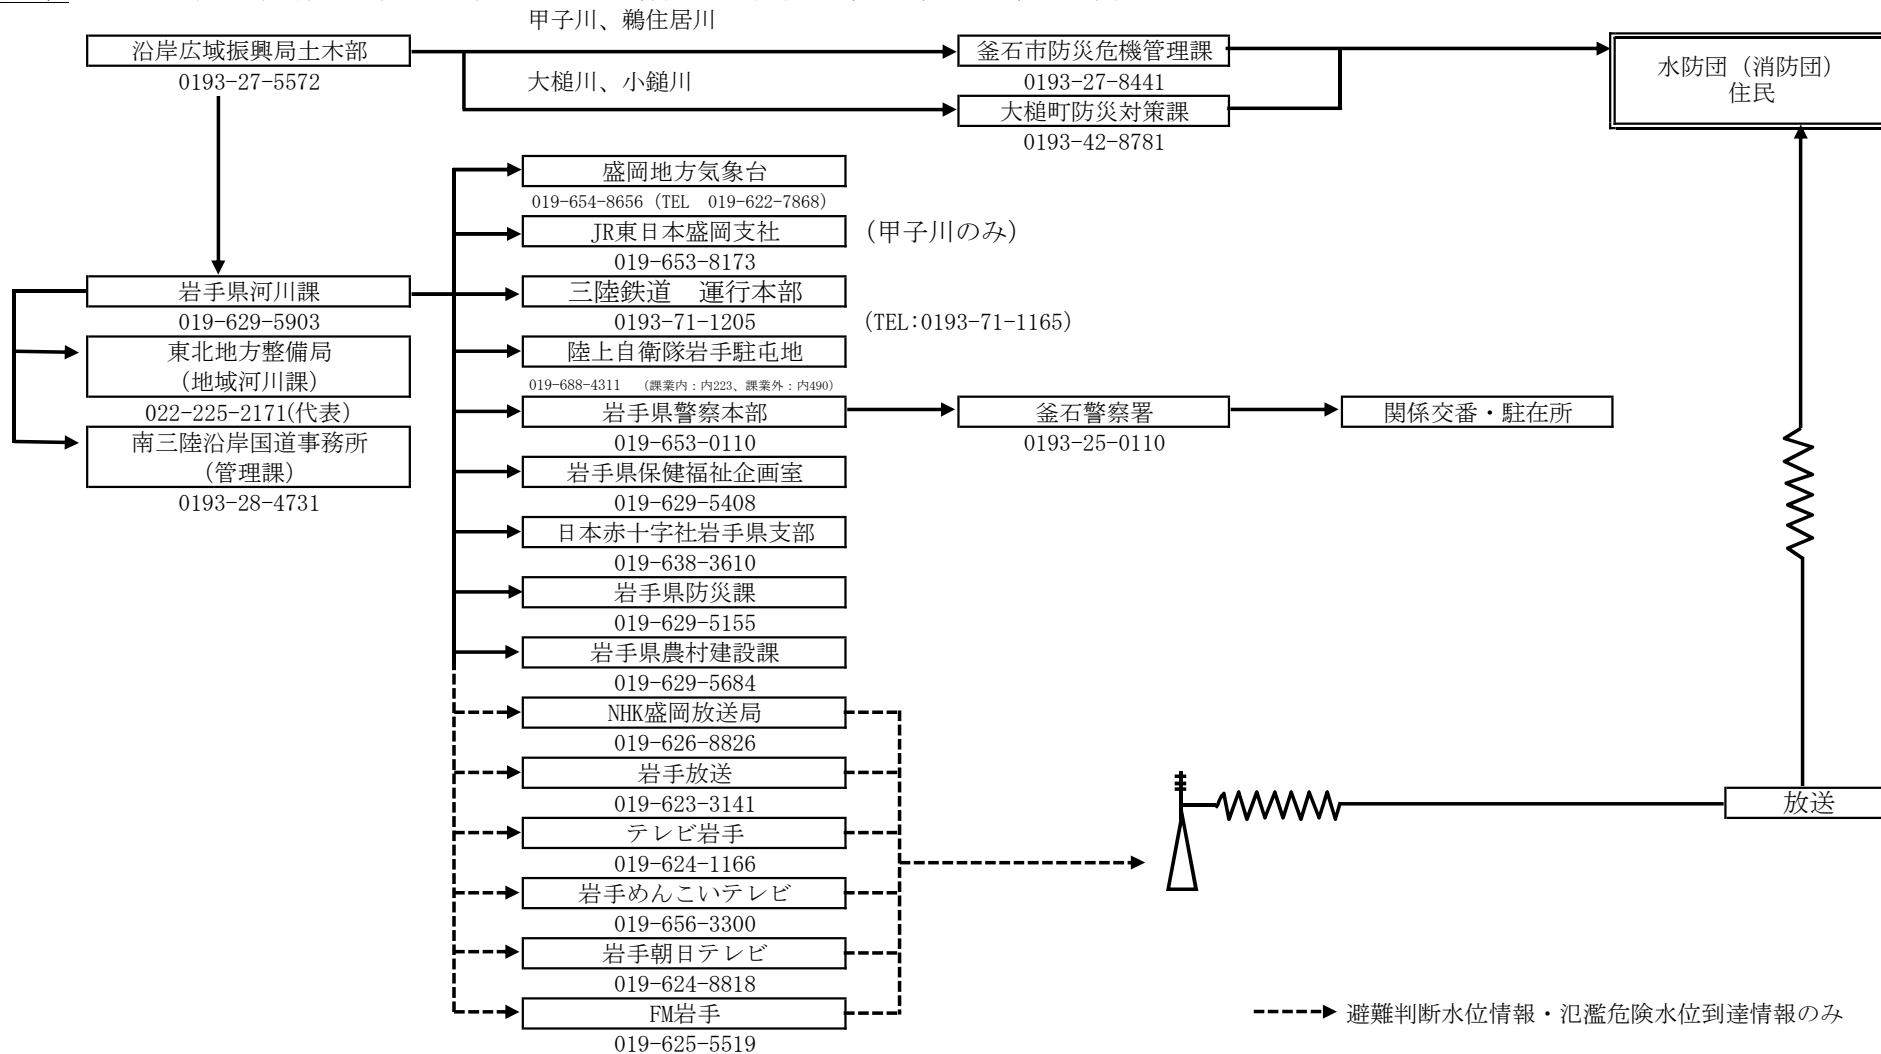 甲子川、鵜住居川
沿岸広域振興局土木部
0193-27-5572
釜石市防災危機管理課
0193-27-8441
水防団（消防団）
住民
大槌川、小鎚川
大槌町防災対策課
0193-42-8781
盛岡地方気象台
019-654-8656（TEL　019-622-7868）
JR東日本盛岡支社
（甲子川のみ）
019-653-8173
岩手県河川課
019-629-5903
三陸鉄道　運行本部
0193-71-1205
（TEL:0193-71-1165）
東北地方整備局
（地域河川課）
022-225-2171(代表）
陸上自衛隊岩手駐屯地
019-688-4311　（課業内：内223、課業外：内490）
南三陸沿岸国道事務所
（管理課）
0193-28-4731
岩手県警察本部
019-653-0110
釜石警察署
0193-25-0110
関係交番・駐在所
岩手県保健福祉企画室
019-629-5408
日本赤十字社岩手県支部
019-638-3610
岩手県防災課
019-629-5155
岩手県農村建設課
019-629-5684
NHK盛岡放送局
019-626-8826
岩手放送
019-623-3141
テレビ岩手
019-624-1166
岩手めんこいテレビ
019-656-3300
岩手朝日テレビ
019-624-8818
FM岩手
019-625-5519
放送
避難判断水位情報・氾濫危険水位到達情報のみ